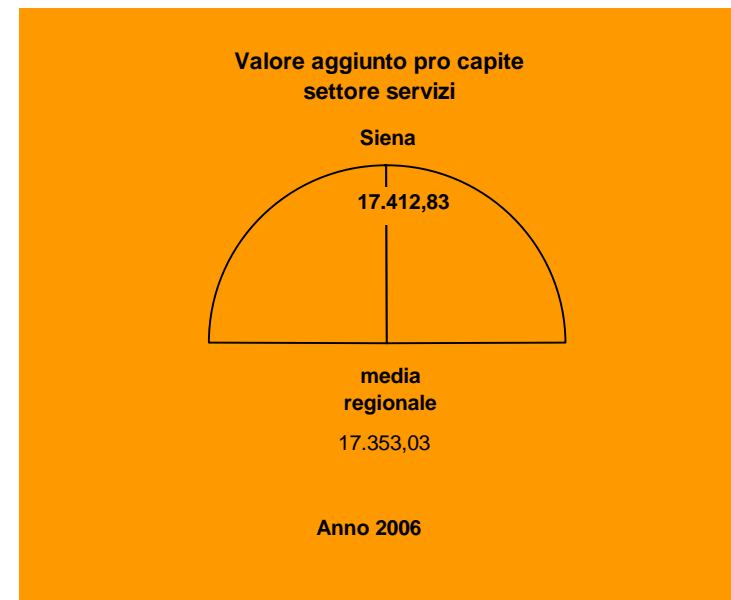 Valore aggiunto pro capite
settore servizi
Siena
17.412,83
media
regionale
17.353,03
Anno 2006